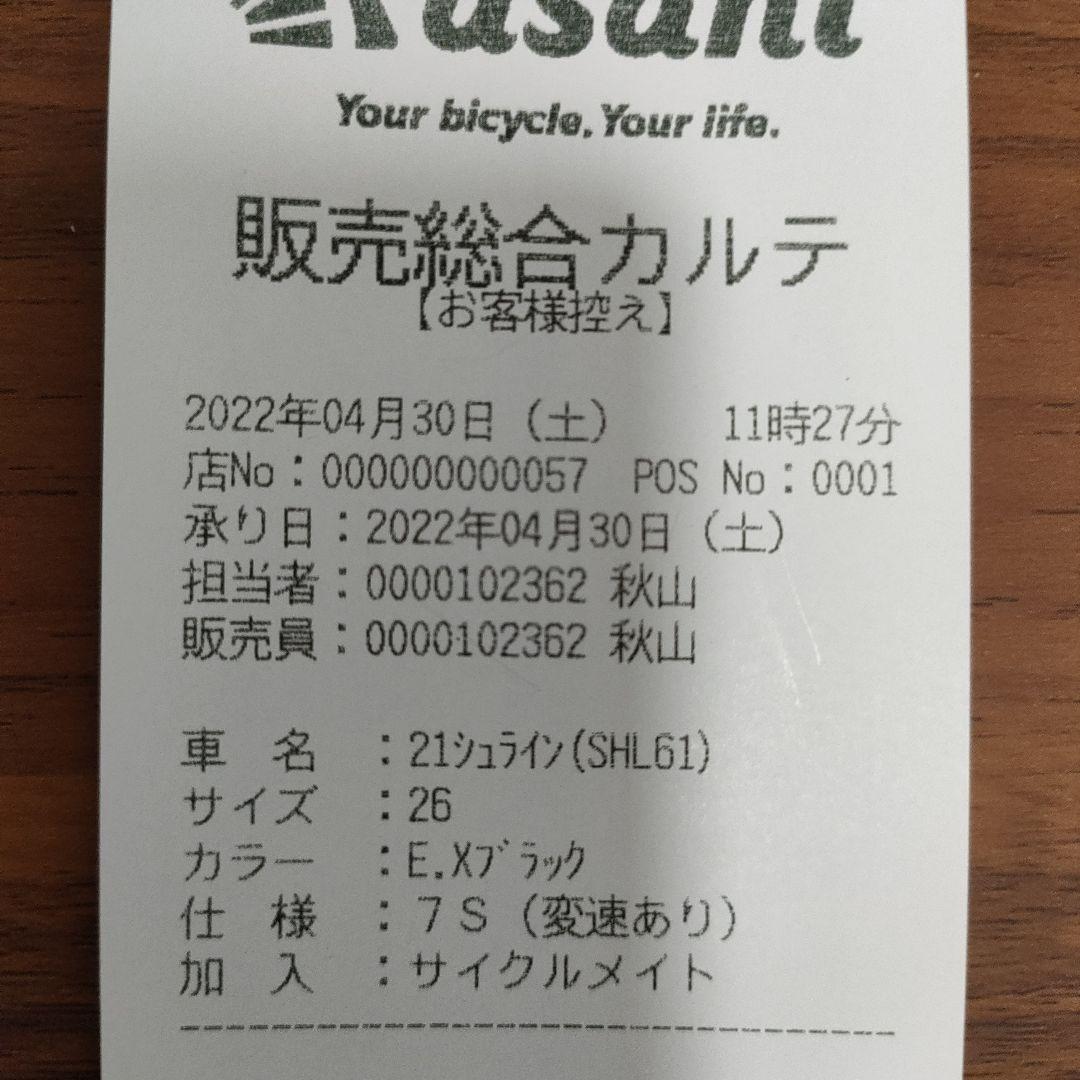 asahi
Your bicycle. Your life.
販売総合カルテ
【お客様控え】
2022年04月30日（土） 11時27分
店No：000000000057 POS No：0001
承り日：2022年04月30日（土）
担当者：0000102362 秋山
販売員：0000102362 秋山
車　名　：21ｼｭﾗｲﾝ(SHL61)
サイズ　：26
カラー　：E.Xﾌﾞﾗｯｸ
仕　様　：７Ｓ（変速あり）
加　入　：サイクルメイト